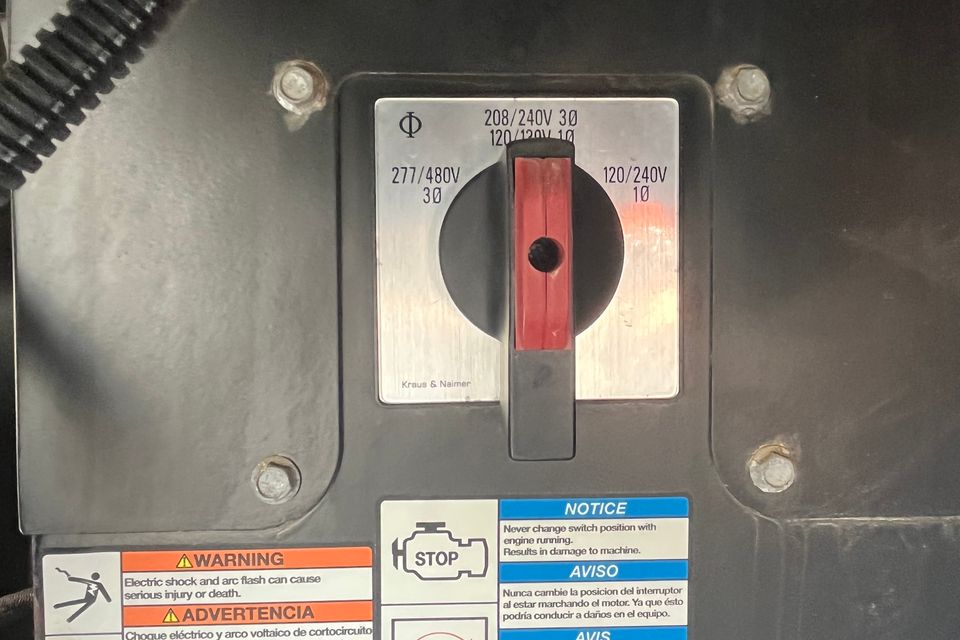 Φ
208/240V 3Ø
120/139V 1Ø
277/480V
3Ø
120/240V
1Ø
Kraus & Naimer
NOTICE
Never change switch position with
engine running.
Results in damage to machine.
STOP
AVISO
Nunca cambie la posicion del interruptor
al estar marchando el motor. Ya que ésto
podría conducir a daños en el equipo.
AVIS
WARNING
Electric shock and arc flash can cause
serious injury or death.
ADVERTENCIA
Choque eléctrico y arco voltaico de cortocircuito